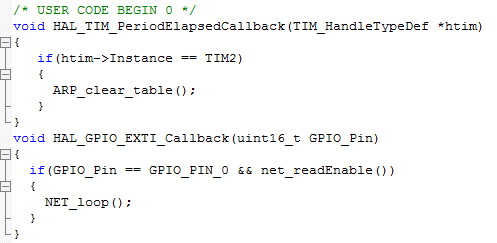 /* USER CODE BEGIN 0 */
void HAL_TIM_PeriodElapsedCallback(TIM_HandleTypeDef *htim)
{
if(htim->Instance == TIM2)
{
ARP_clear_table();
}
}
void HAL_GPIO_EXTI_Callback(uint16_t GPIO_Pin)
{
if(GPIO_Pin == GPIO_PIN_0 && net_readEnable())
{
NET_loop();
}
}